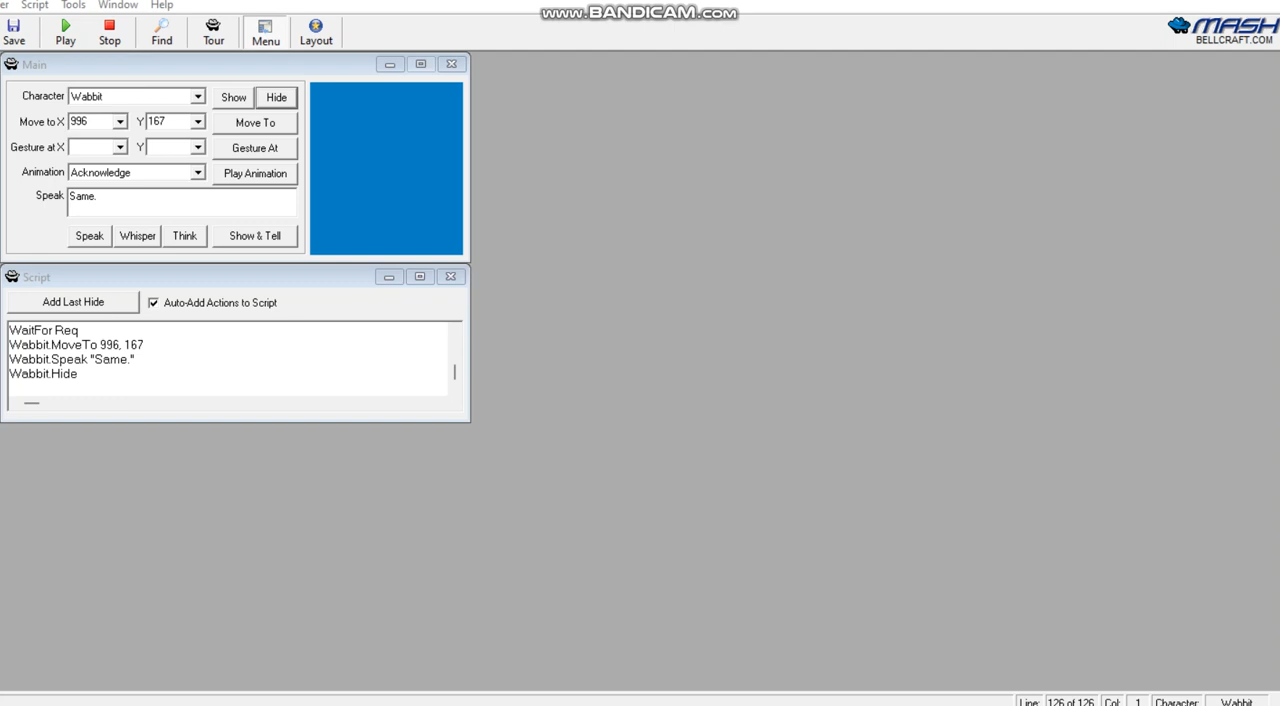 er Script Tools Window Help
www.BANDICAM.com
Save Play Stop Find Tour Menu Layout
MASH
BELLCRAFT.COM
Main
Character Wabbit Show Hide
Move to X 996 Y 167 Move To
Gesture at X Y Gesture At
Animation Acknowledge Play Animation
Speak Same.
Speak Whisper Think Show & Tell
Script
Add Last Hide Auto-Add Actions to Script
WaitFor Req
Wabbit.MoveTo 996, 167
Wabbit.Speak "Same."
Wabbit.Hide
Line: 126 of 126 Col: 1 Character: Wabbit